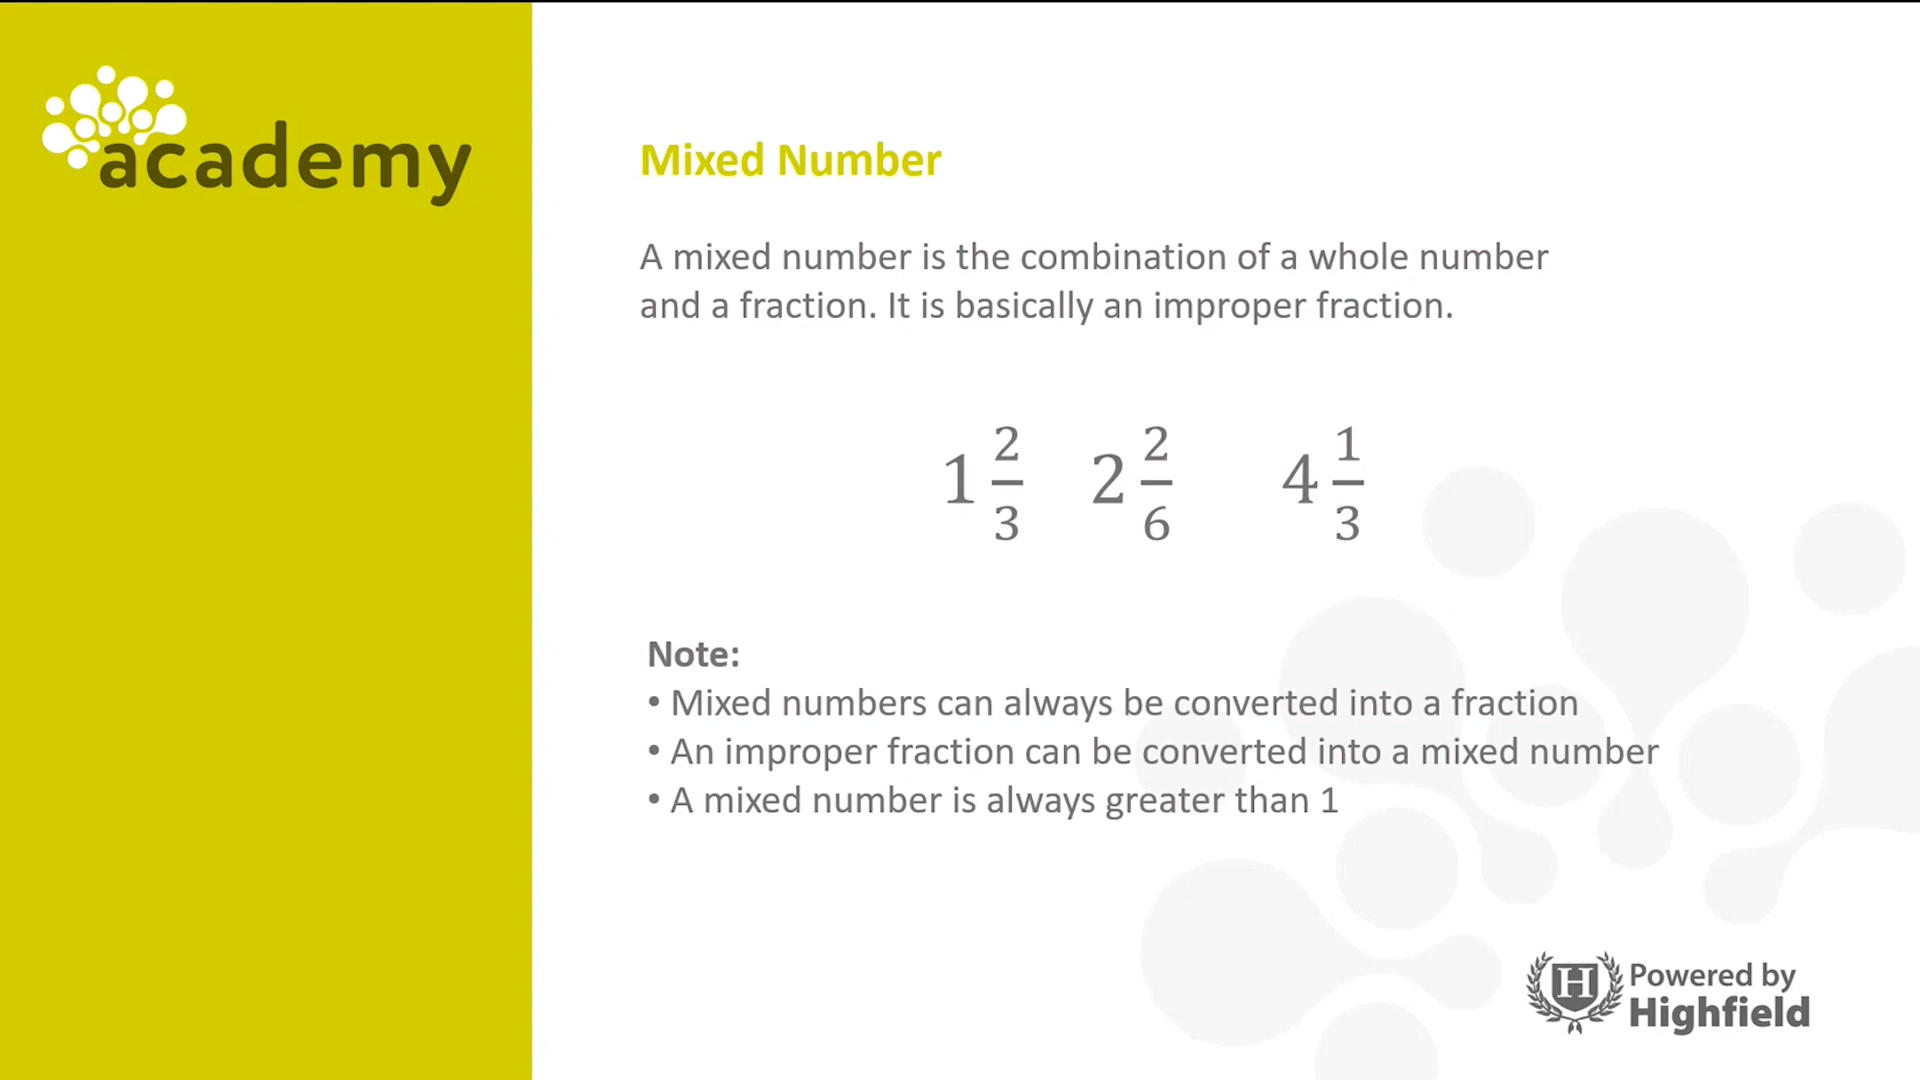 academy
Mixed Number
A mixed number is the combination of a whole number
and a fraction. It is basically an improper fraction.
1 2/3 2 2/6 4 1/3
Note:
• Mixed numbers can always be converted into a fraction
• An improper fraction can be converted into a mixed number
• A mixed number is always greater than 1
H
Powered by
Highfield